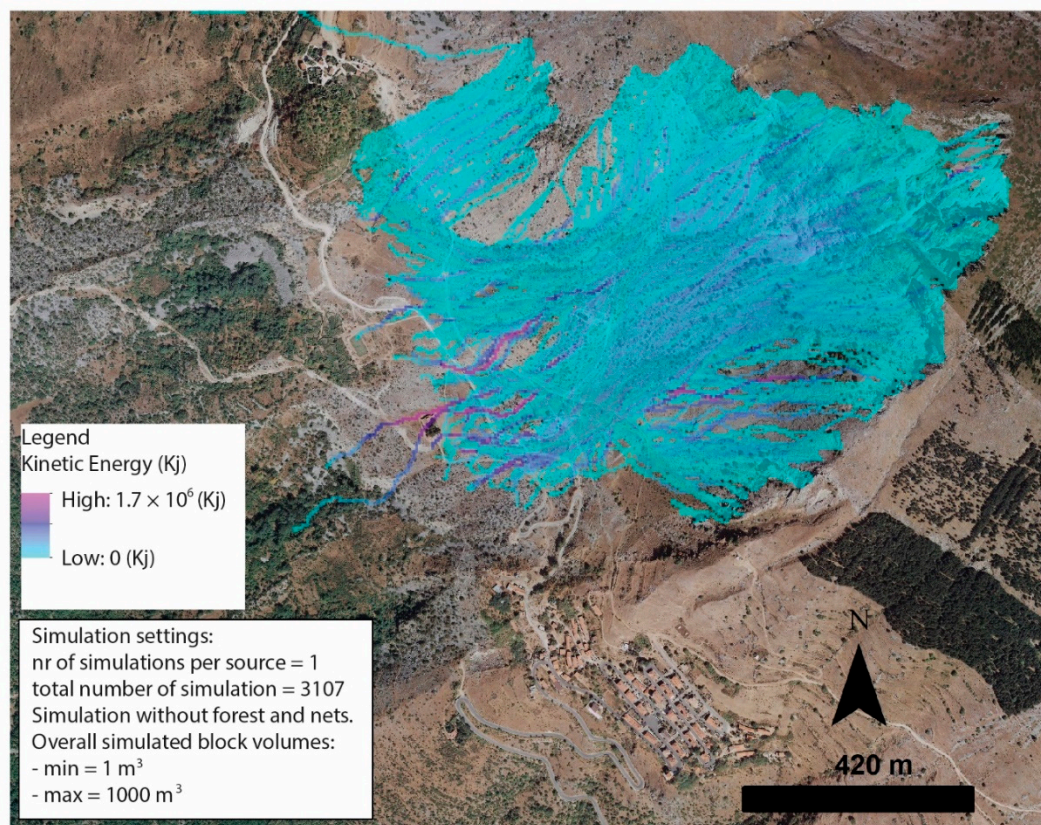 Legend
Kinetic Energy (Kj)
High: 1.7 × 10⁶ (Kj)
Low: 0 (Kj)
Simulation settings:
nr of simulations per source = 1
total number of simulation = 3107
Simulation without forest and nets.
Overall simulated block volumes:
- min = 1 m³
- max = 1000 m³
N
420 m